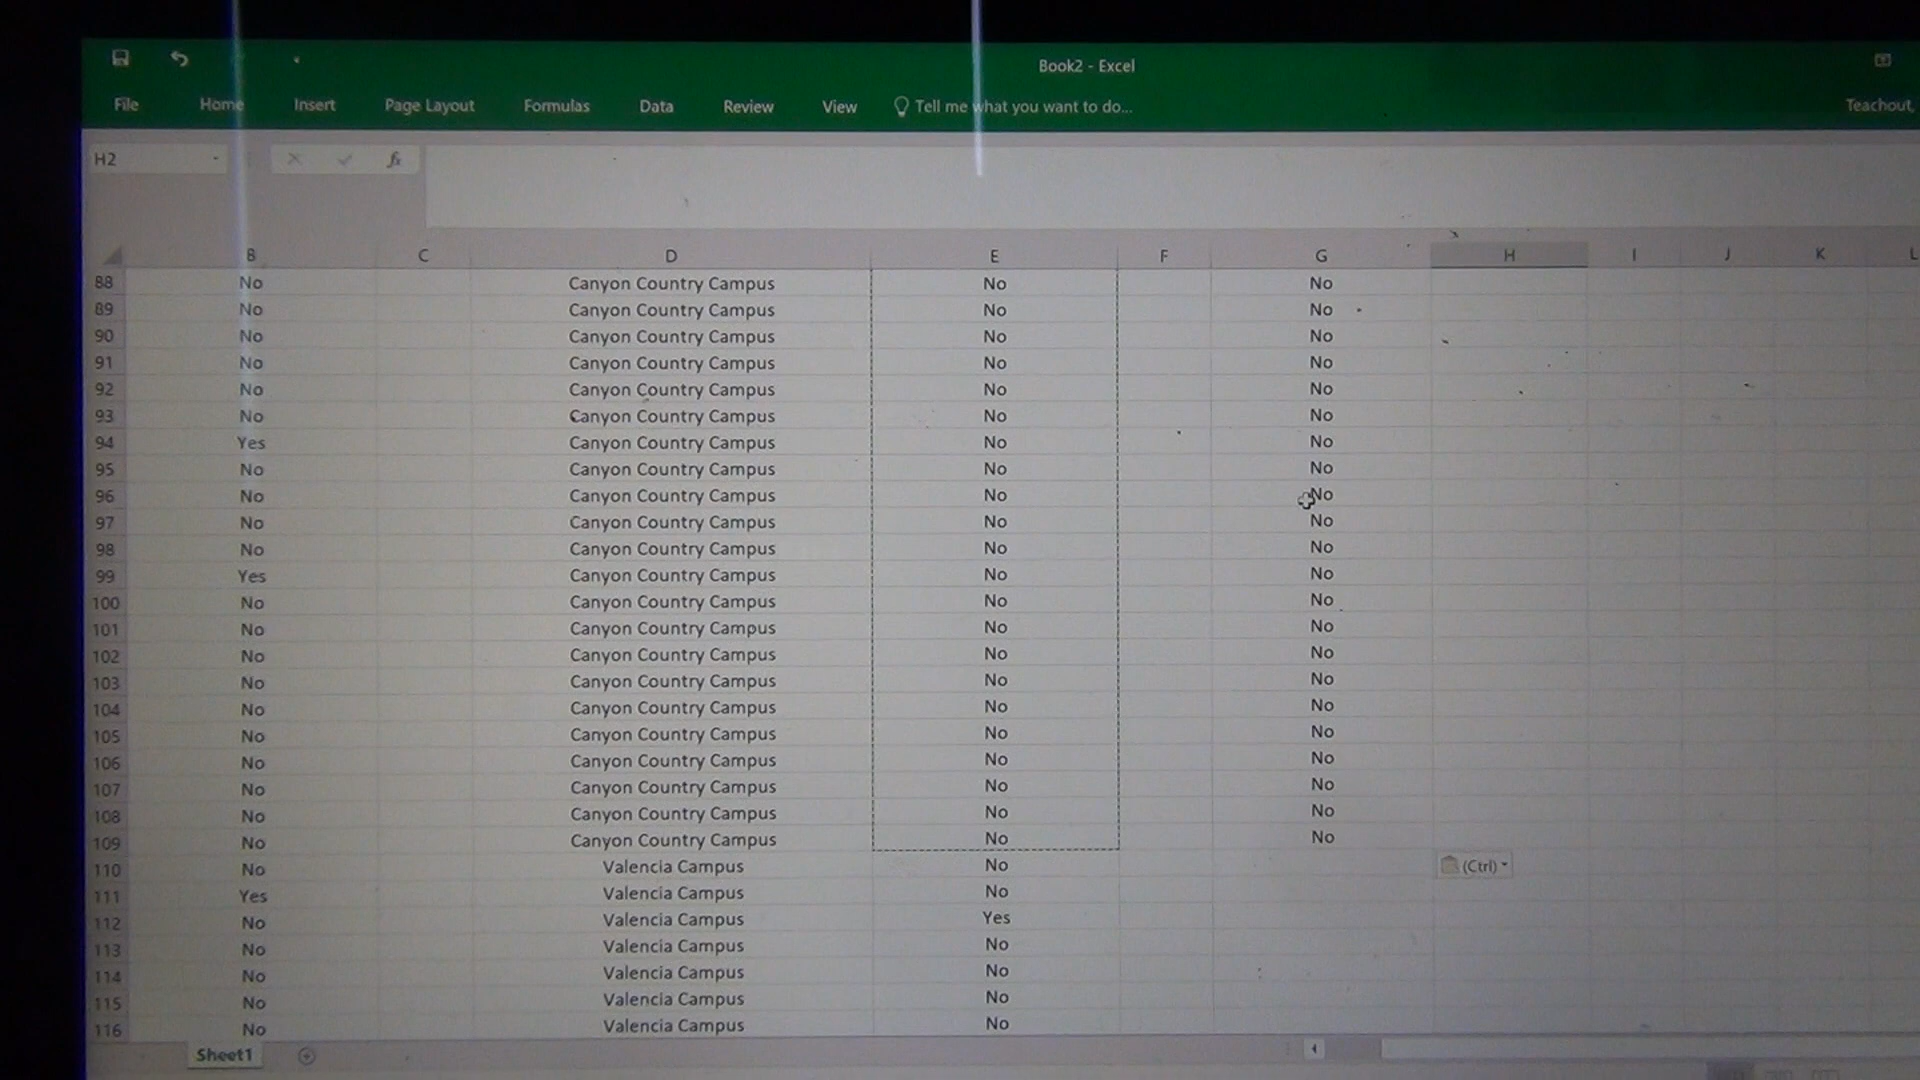 Book2 - Excel
File Home Insert Page Layout Formulas Data Review View Tell me what you want to do... Teachout,
H2 fx
B C D E F G H I J K L
88 No Canyon Country Campus No No
89 No Canyon Country Campus No No
90 No Canyon Country Campus No No
91 No Canyon Country Campus No No
92 No Canyon Country Campus No No
93 No Canyon Country Campus No No
94 Yes Canyon Country Campus No No
95 No Canyon Country Campus No No
96 No Canyon Country Campus No No
97 No Canyon Country Campus No No
98 No Canyon Country Campus No No
99 Yes Canyon Country Campus No No
100 No Canyon Country Campus No No
101 No Canyon Country Campus No No
102 No Canyon Country Campus No No
103 No Canyon Country Campus No No
104 No Canyon Country Campus No No
105 No Canyon Country Campus No No
106 No Canyon Country Campus No No
107 No Canyon Country Campus No No
108 No Canyon Country Campus No No
109 No Canyon Country Campus No No
110 No Valencia Campus No (Ctrl)
111 Yes Valencia Campus No
112 No Valencia Campus Yes
113 No Valencia Campus No
114 No Valencia Campus No
115 No Valencia Campus No
116 No Valencia Campus No
Sheet1